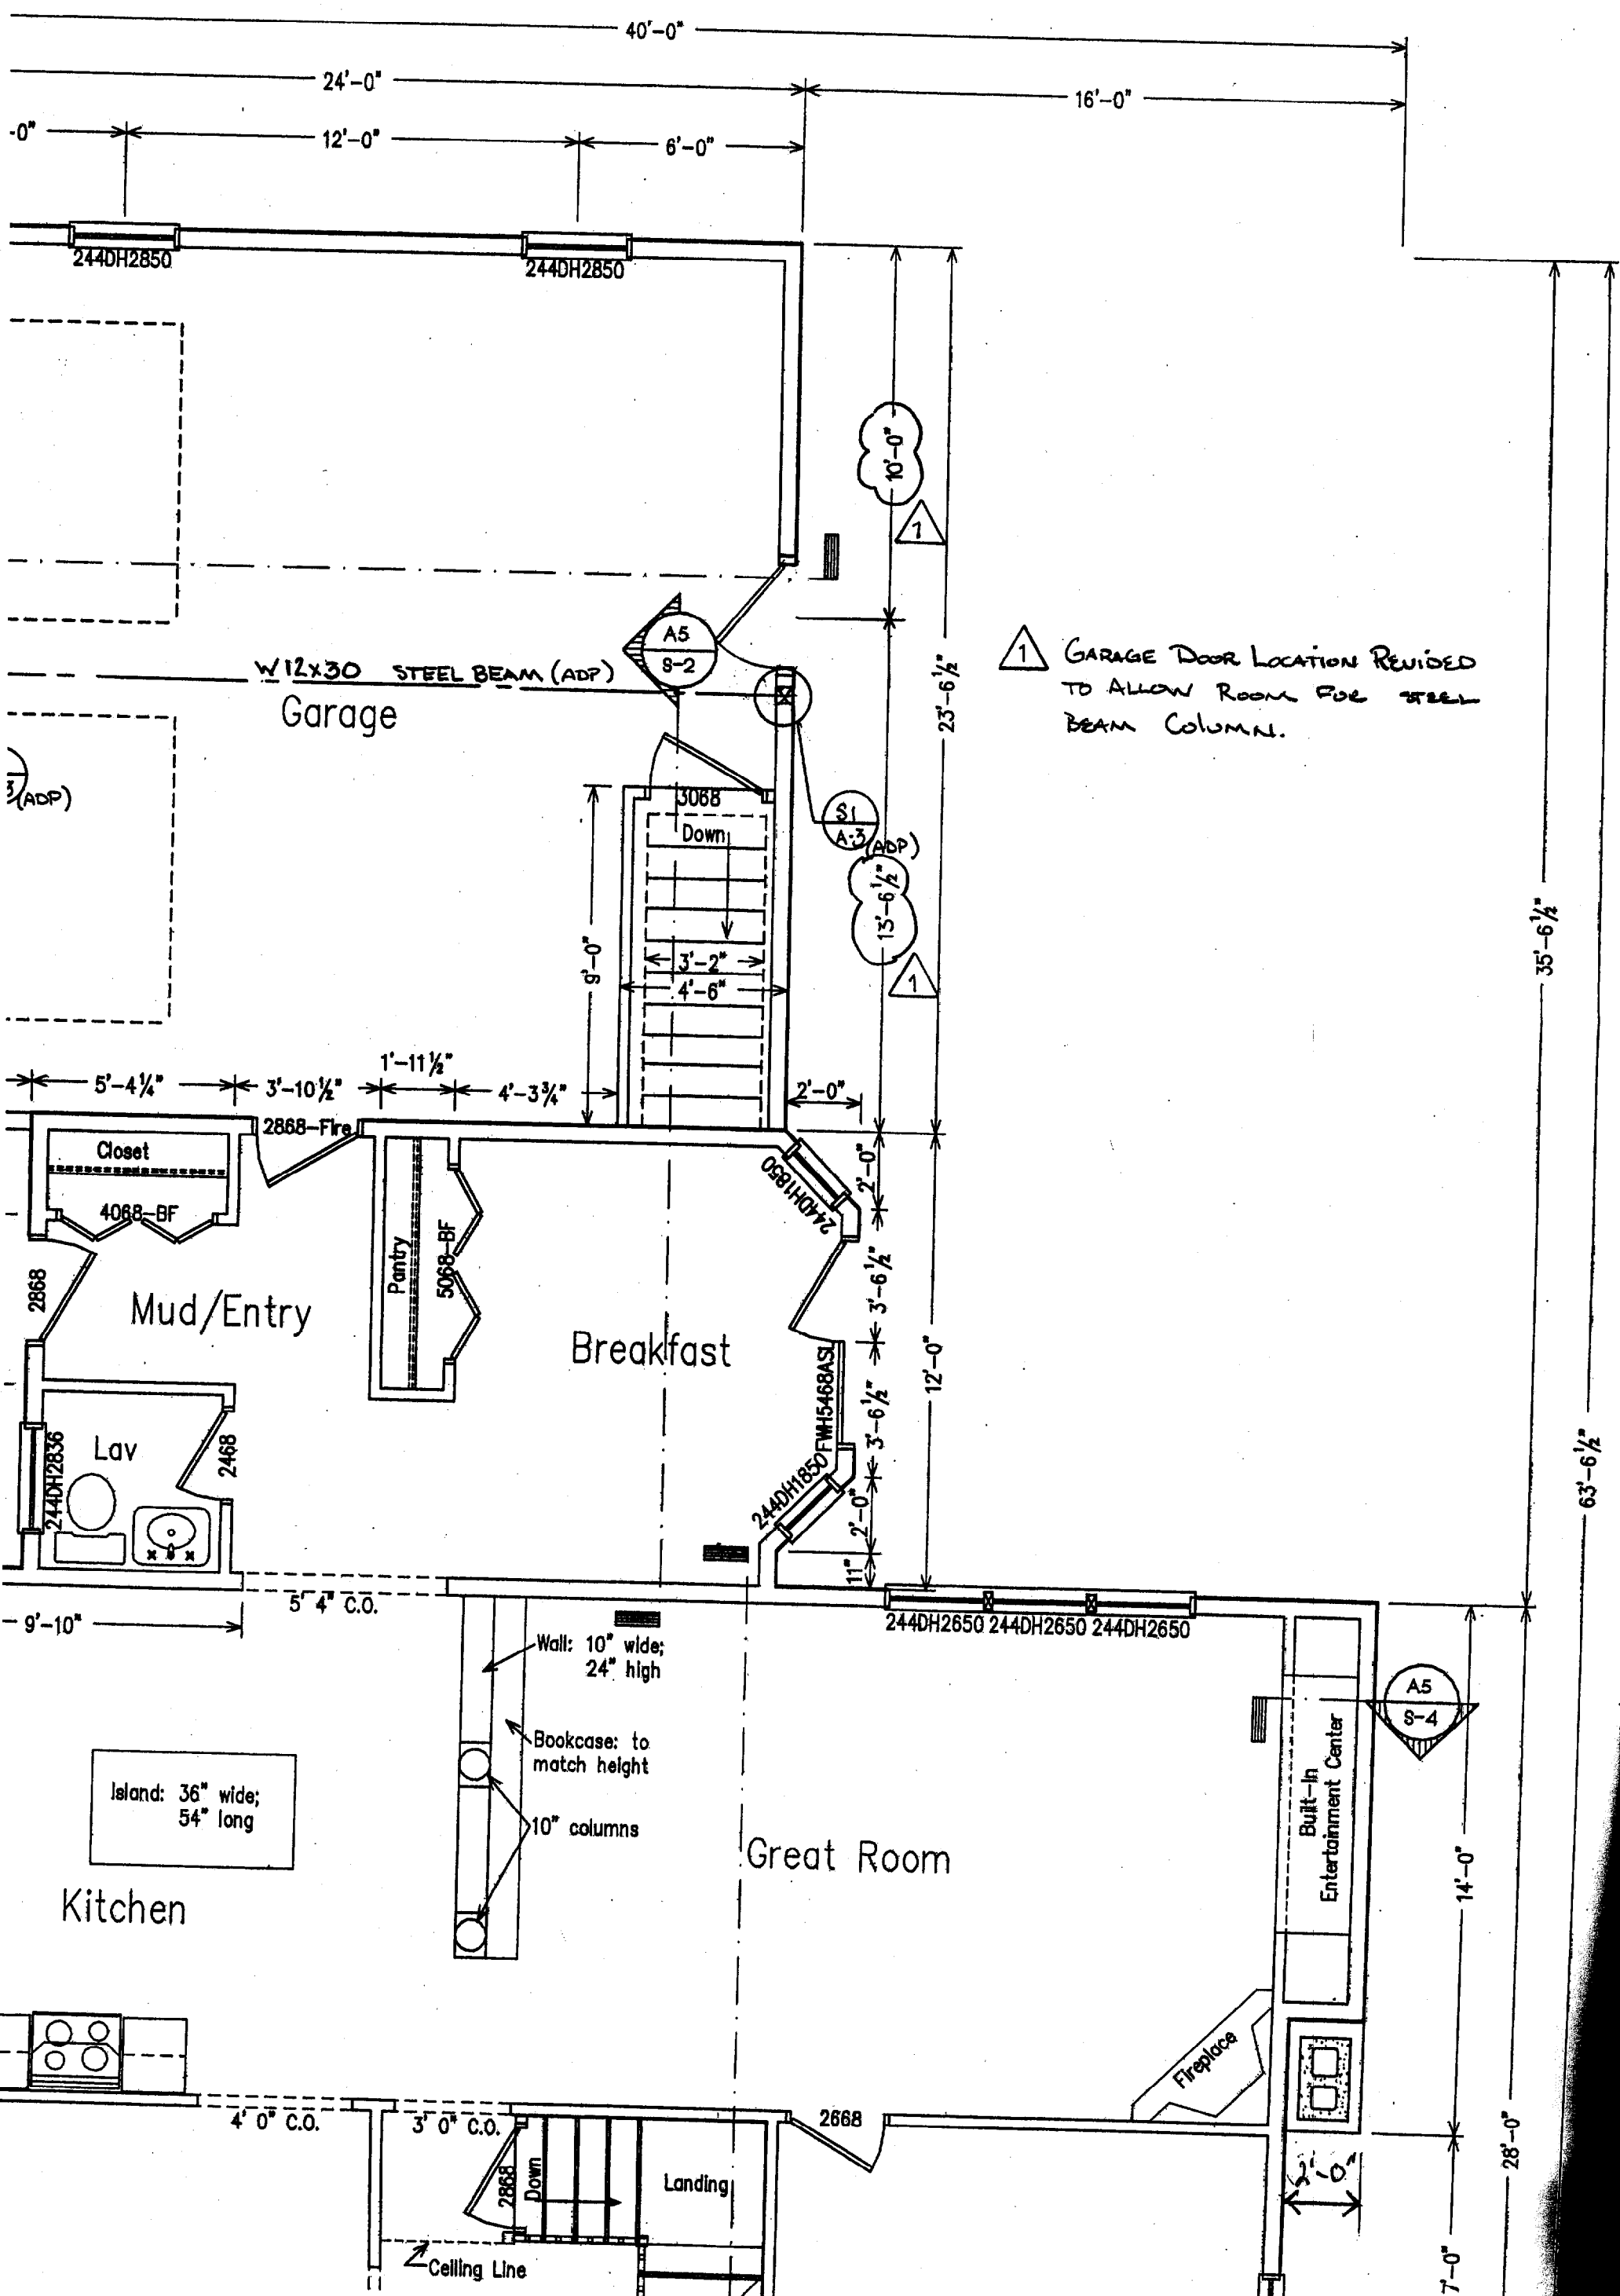 40'-0"
24'-0"
16'-0"
-0"
12'-0"
6'-0"
244DH2850
244DH2850
10'-0"
1
A5
S-2
W12x30 STEEL BEAM (ADP)
Garage
23'-6½"
1 GARAGE DOOR LOCATION REVIDED
TO ALLOW ROOM FOR STEEL
BEAM COLUMN.
3 (ADP)
3068
Down
S1
A-3 (ADP)
13'-6½"
1
9'-0"
3'-2"
4'-6"
35'-6½"
63'-6½"
5'-4¼"
3'-10½"
1'-11½"
4'-3¾"
2'-0"
2868-Fire
Closet
4068-BF
2868
Mud/Entry
Pantry
5068-BF
Breakfast
244DH1850
2'-0"
3'-6½"
3'-6½"
12'-0"
FWH5468ASL
244DH1850
2'-0"
11"
Lav
244DH2836
2468
5' 4" C.O.
9'-10"
244DH2650 244DH2650 244DH2650
Wall: 10" wide;
24" high
Bookcase: to
match height
10" columns
Island: 36" wide;
54" long
Kitchen
Great Room
A5
S-4
Built-In
Entertainment Center
14'-0"
28'-0"
Fireplace
4' 0" C.O.
3' 0" C.O.
2668
2868
Down
Landing
2'-0"
Ceiling Line
7'-0"